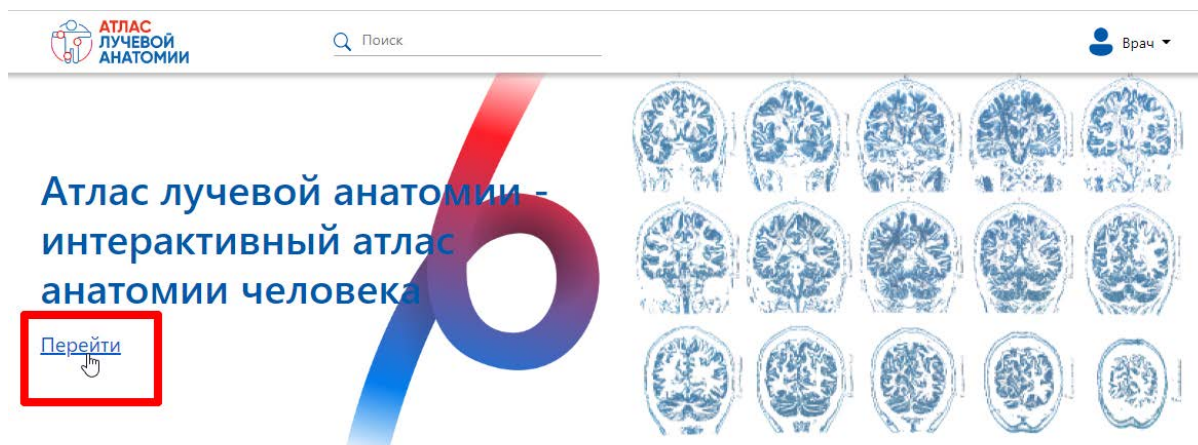 АТЛАС
ЛУЧЕВОЙ
АНАТОМИИ
Поиск
Врач
Атлас лучевой анатомии -
интерактивный атлас
анатомии человека
Перейти